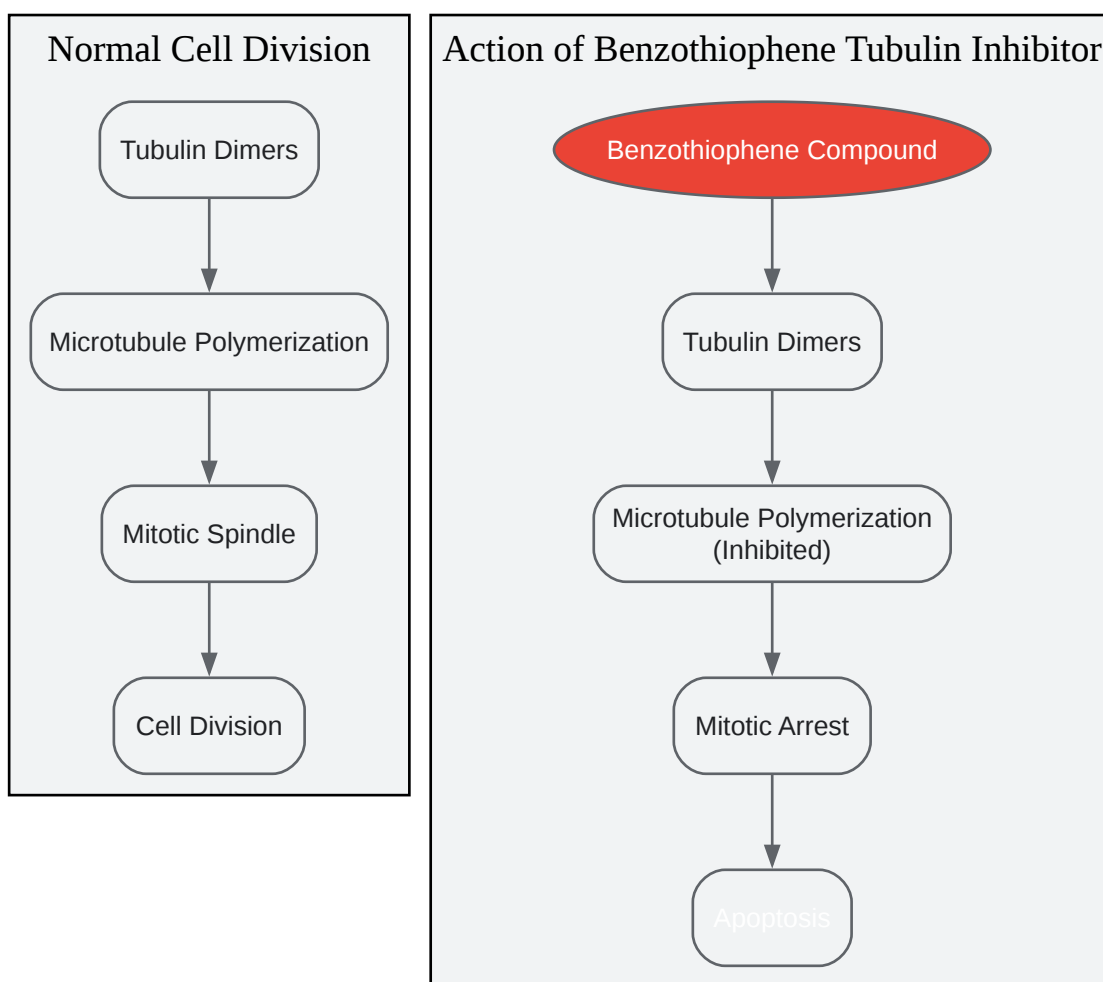 Normal Cell Division
Tubulin Dimers
Microtubule Polymerization
Mitotic Spindle
Cell Division
Action of Benzothiophene Tubulin Inhibitor
Benzothiophene Compound
Tubulin Dimers
Microtubule Polymerization
(Inhibited)
Mitotic Arrest
Apoptosis